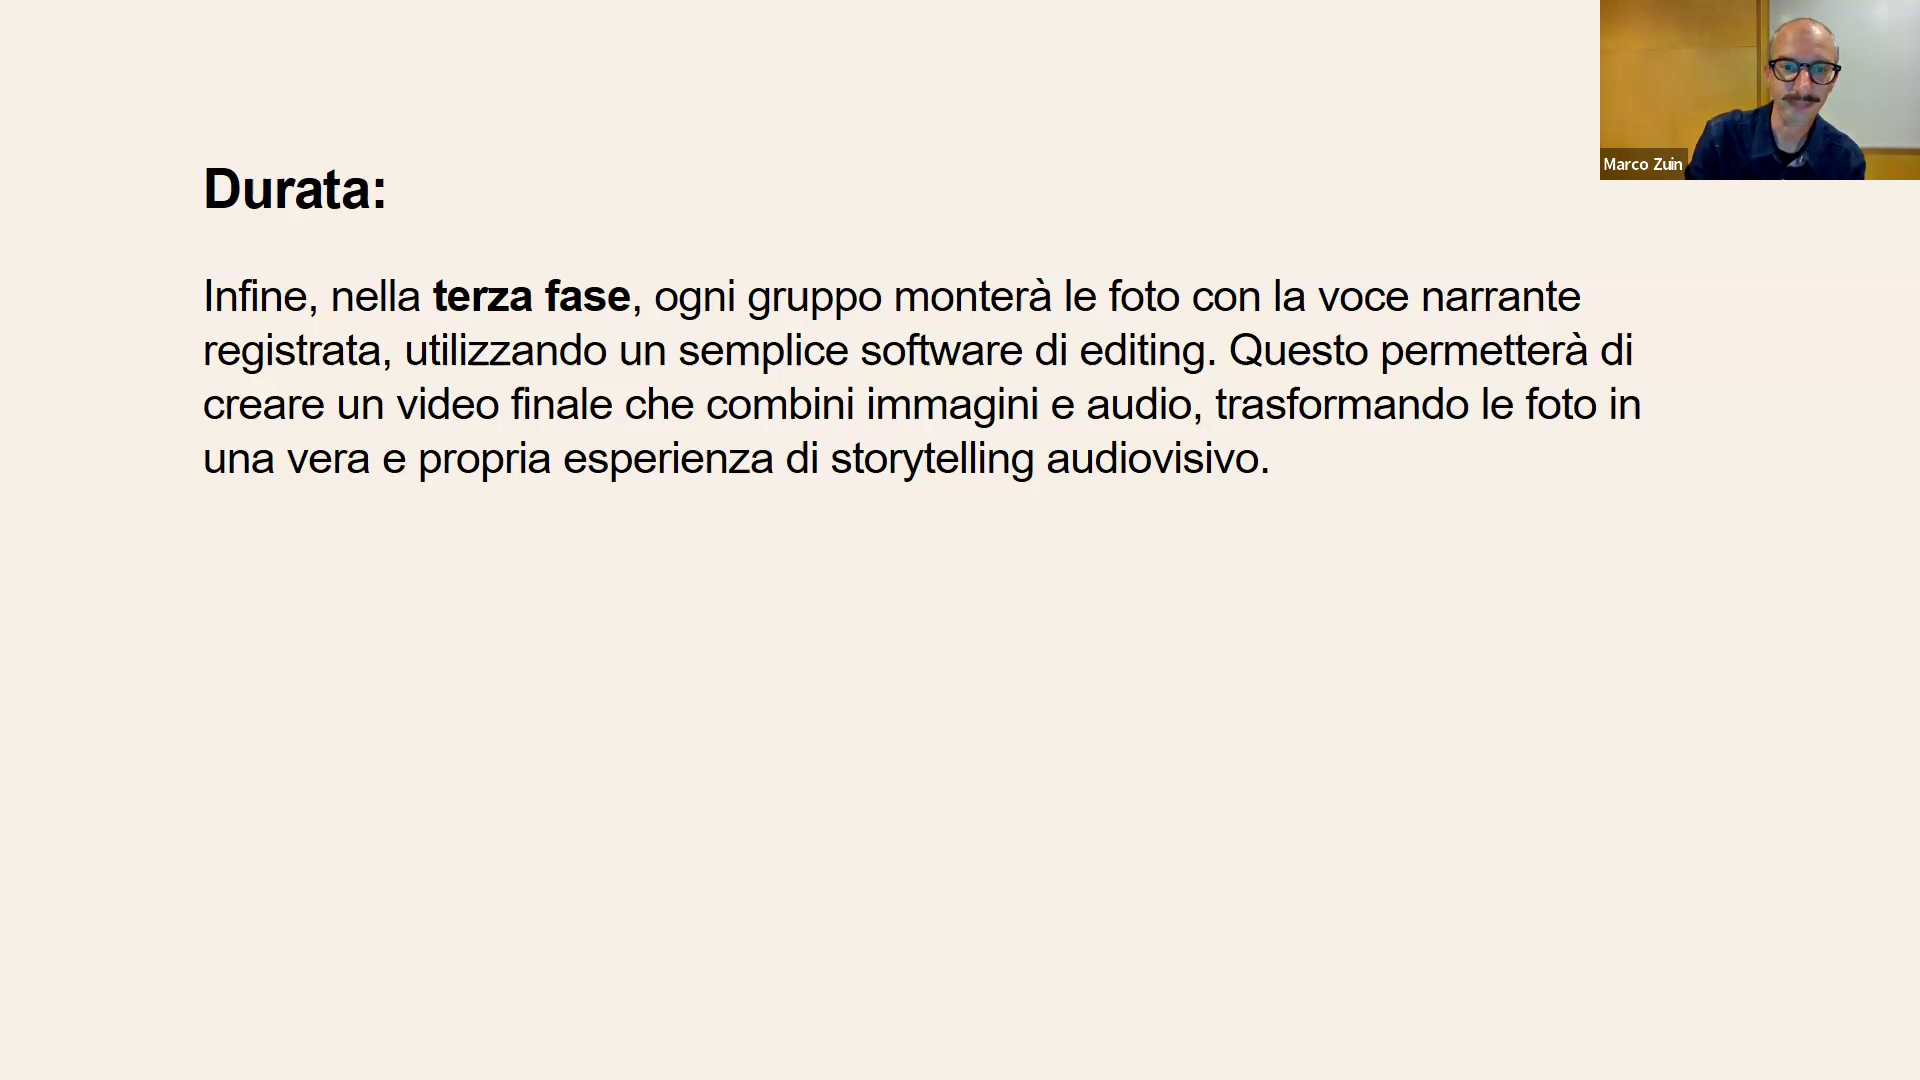 Durata:
Infine, nella terza fase, ogni gruppo monterà le foto con la voce narrante
registrata, utilizzando un semplice software di editing. Questo permetterà di
creare un video finale che combini immagini e audio, trasformando le foto in
una vera e propria esperienza di storytelling audiovisivo.
Marco Zuin